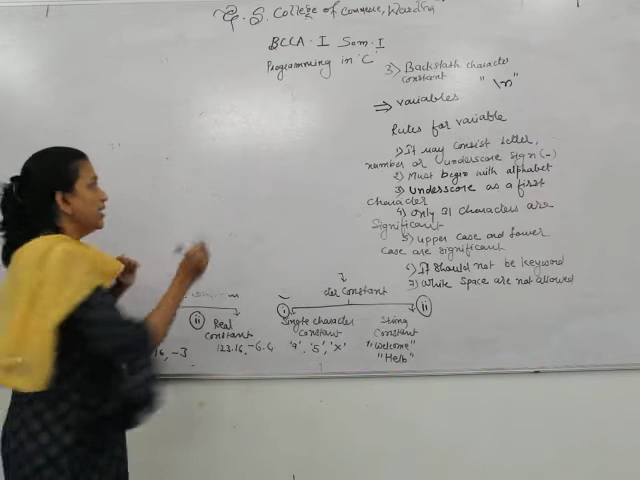 G. S. College of Commerce, Wardha
BCCA - I Sem. I
Programming in 'C'
3) Backslash character
constant "\n"
⇒ variables
Rules for variable
1) It may consist letter,
number or underscore sign (-)
2) Must begin with alphabet
3) Underscore as a first
character
4) Only 31 characters are
significant
5) upper case and lower
case are significant
6) It should not be keyword
7) White Space are not allowed
cter Constant
ii Real
Constant
123.16, -6.4
i Single character
Constant
'9', '5', 'x'
ii
String
Constant
"Welcome"
"Hello"
16, -3